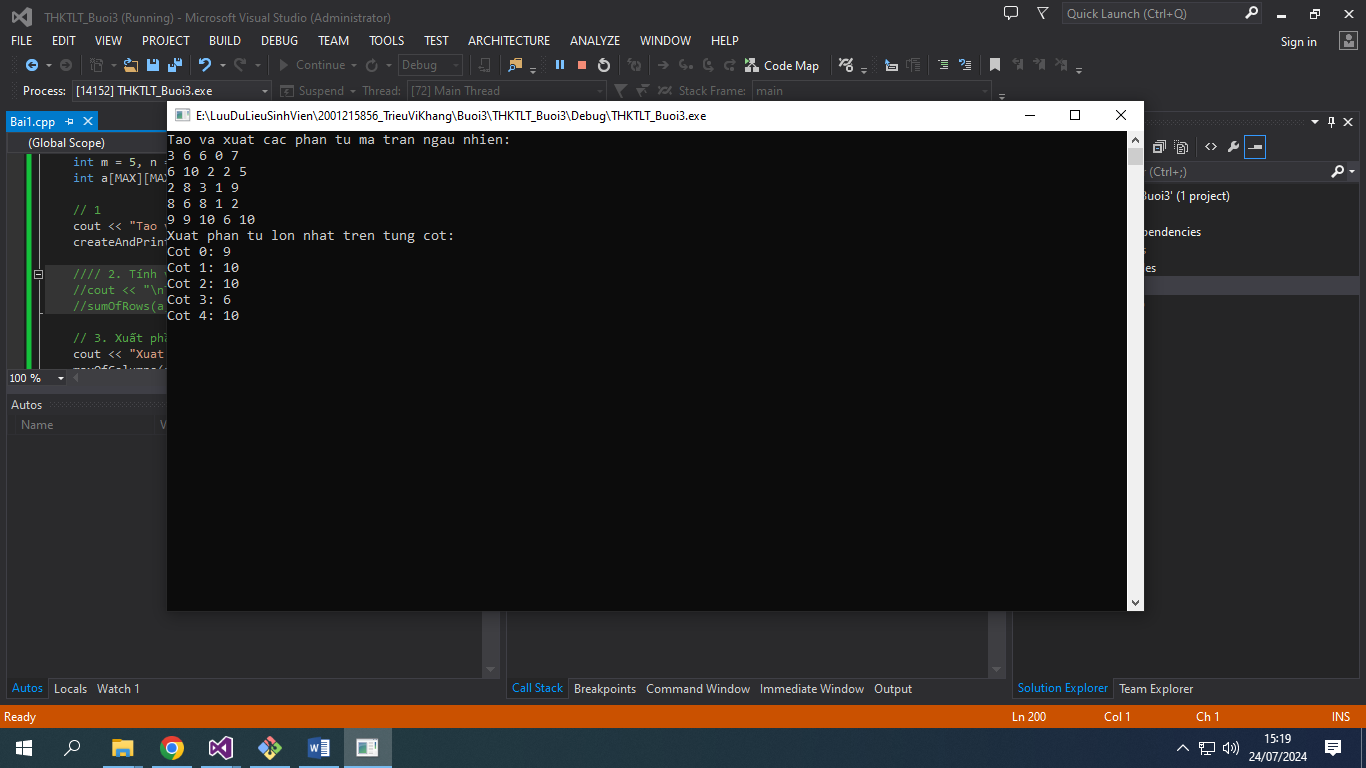 THKTLT_Buoi3 (Running) - Microsoft Visual Studio (Administrator)
Quick Launch (Ctrl+Q)
FILE EDIT VIEW PROJECT BUILD DEBUG TEAM TOOLS TEST ARCHITECTURE ANALYZE WINDOW HELP
Sign in
Continue Debug Code Map
Process: [14152] THKTLT_Buoi3.exe Suspend Thread: [72] Main Thread Stack Frame: main
Bai1.cpp
E:\LuuDuLieuSinhVien\2001215856_TrieuViKhang\Buoi3\THKTLT_Buoi3\Debug\THKTLT_Buoi3.exe
(Global Scope)
int m = 5, n =
int a[MAX][MAX
// 1
cout << "Tao v
createAndPrint
//// 2. Tính
//cout << "\n
//sumOfRows(a
// 3. Xuất ph
cout << "Xuat
100 %
Tao va xuat cac phan tu ma tran ngau nhien:
3 6 6 0 7
6 10 2 2 5
2 8 3 1 9
8 6 8 1 2
9 9 10 6 10
Xuat phan tu lon nhat tren tung cot:
Cot 0: 9
Cot 1: 10
Cot 2: 10
Cot 3: 6
Cot 4: 10
(Ctrl+;)
Buoi3' (1 project)
pendencies
es
Autos
Name
Autos Locals Watch 1
Call Stack Breakpoints Command Window Immediate Window Output
Solution Explorer Team Explorer
Ready
Ln 200 Col 1 Ch 1 INS
15:19
24/07/2024